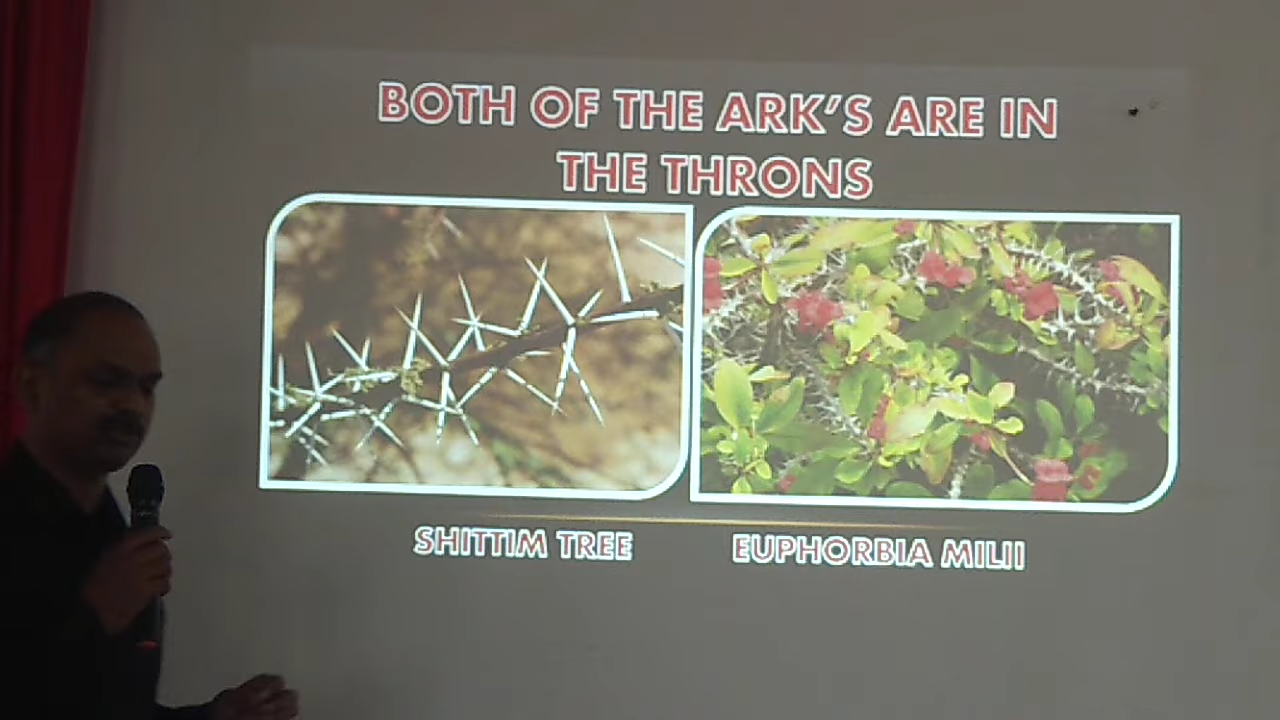 BOTH OF THE ARK'S ARE IN
THE THRONS
SHITTIM TREE
EUPHORBIA MILII